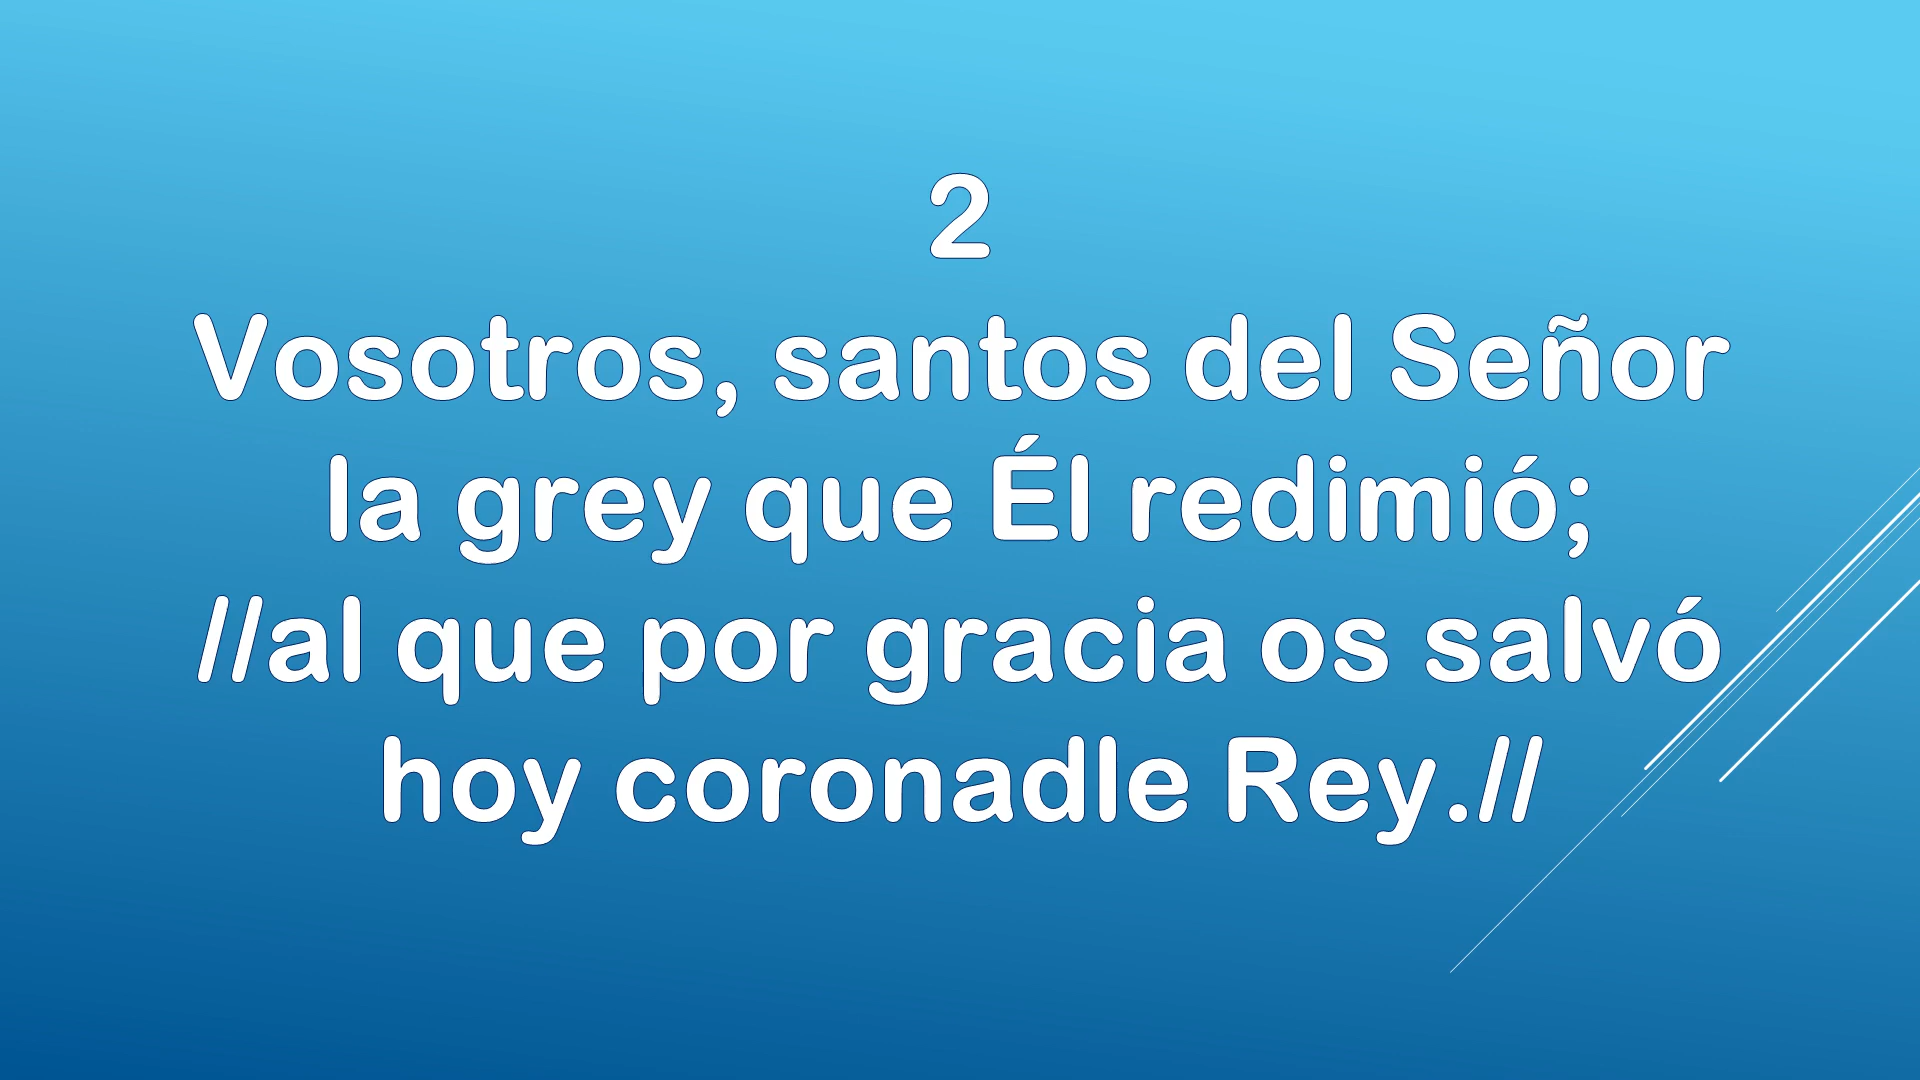 2
Vosotros, santos del Señor
la grey que Él redimió;
//al que por gracia os salvó
hoy coronadle Rey.//